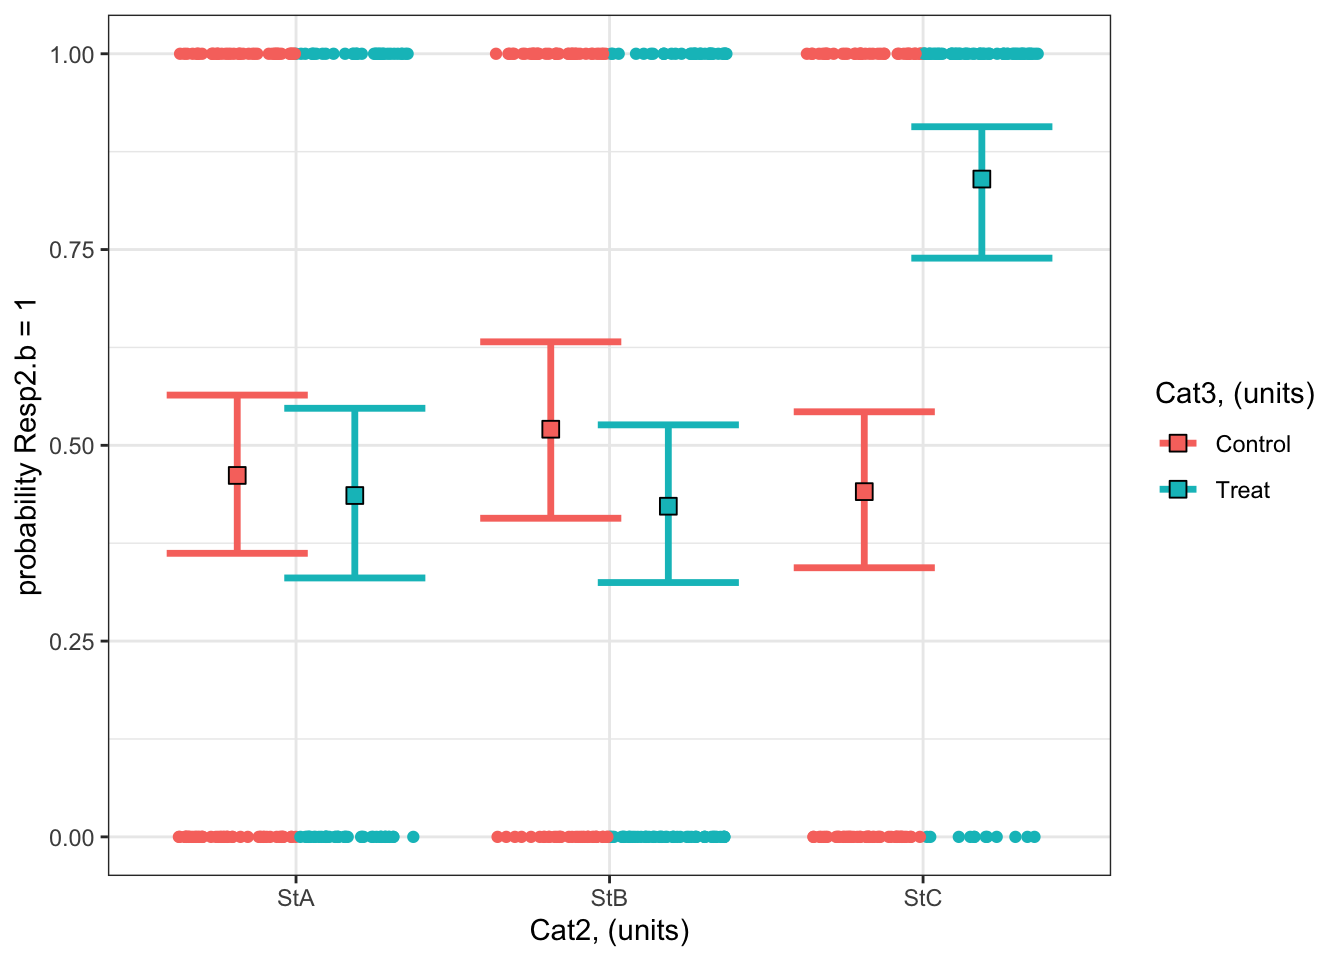 1.00
0.75
0.50
0.25
0.00
probability Resp2.b = 1
StA
StB
StC
Cat2, (units)
Cat3, (units)
Control
Treat